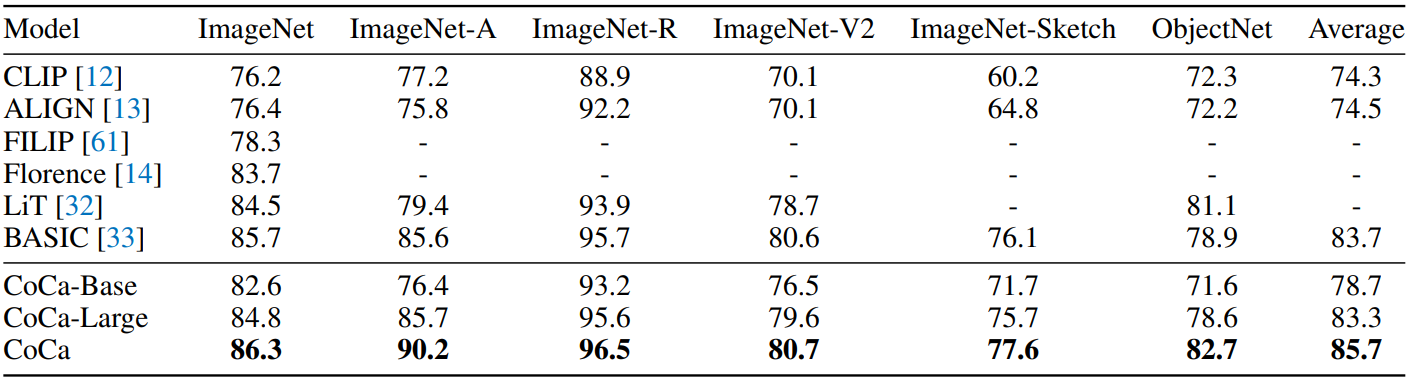 Model ImageNet ImageNet-A ImageNet-R ImageNet-V2 ImageNet-Sketch ObjectNet Average
CLIP [12] 76.2 77.2 88.9 70.1 60.2 72.3 74.3
ALIGN [13] 76.4 75.8 92.2 70.1 64.8 72.2 74.5
FILIP [61] 78.3 - - - - - -
Florence [14] 83.7 - - - - - -
LiT [32] 84.5 79.4 93.9 78.7 - 81.1 -
BASIC [33] 85.7 85.6 95.7 80.6 76.1 78.9 83.7
CoCa-Base 82.6 76.4 93.2 76.5 71.7 71.6 78.7
CoCa-Large 84.8 85.7 95.6 79.6 75.7 78.6 83.3
CoCa 86.3 90.2 96.5 80.7 77.6 82.7 85.7